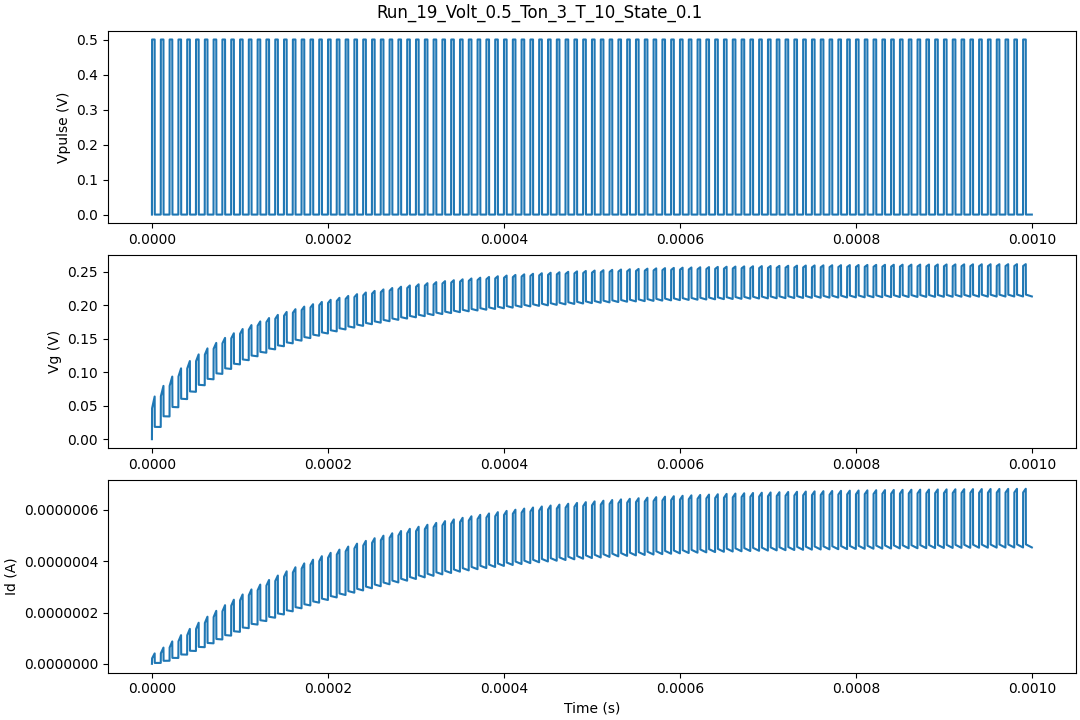 Run_19_Volt_0.5_Ton_3_T_10_State_0.1
Vpulse (V)
0.5
0.4
0.3
0.2
0.1
0.0
0.0000 0.0002 0.0004 0.0006 0.0008 0.0010
Vg (V)
0.25
0.20
0.15
0.10
0.05
0.00
0.0000 0.0002 0.0004 0.0006 0.0008 0.0010
Id (A)
0.0000006
0.0000004
0.0000002
0.0000000
0.0000 0.0002 0.0004 0.0006 0.0008 0.0010
Time (s)